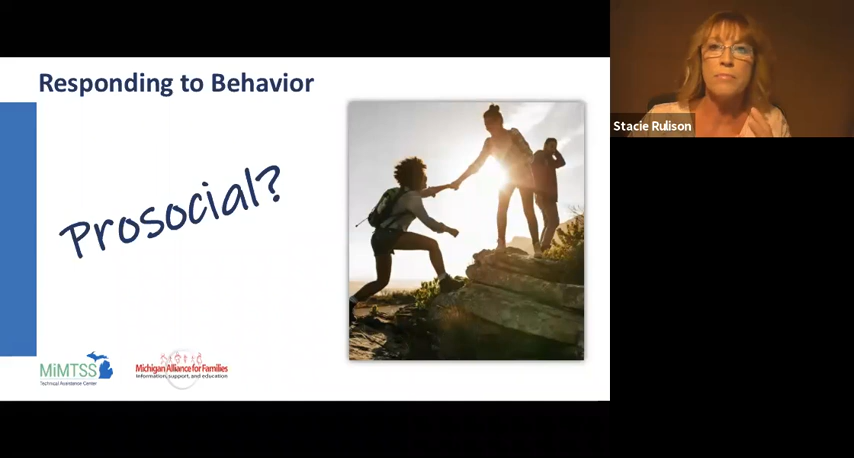 Responding to Behavior
Stacie Rulison
Prosocial?
MiMTSS
Technical Assistance Center
Michigan Alliance for Families
Information, support, and education